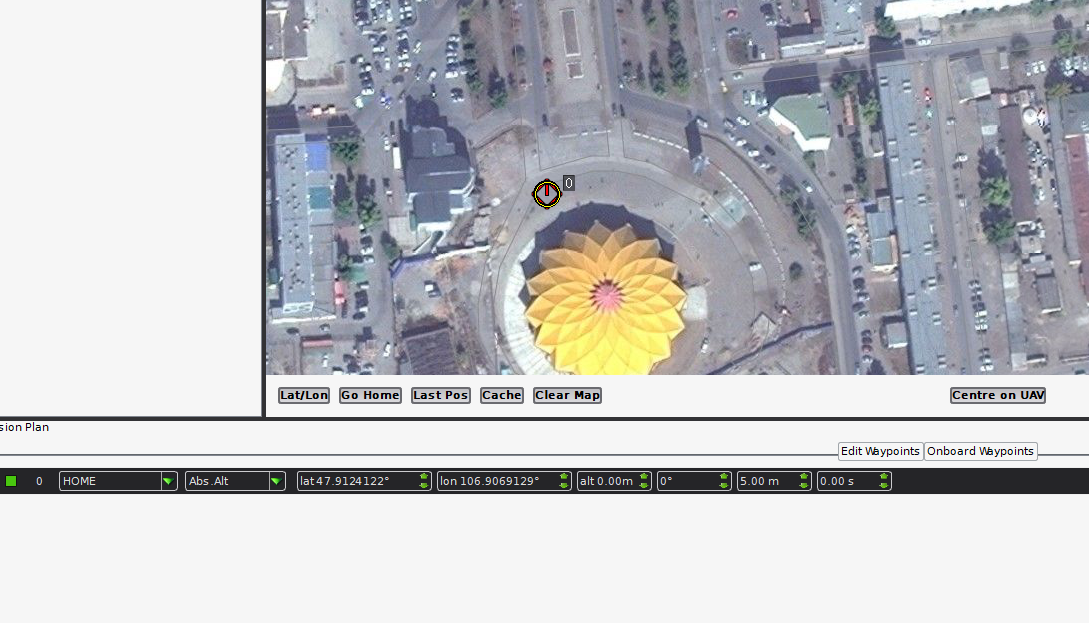 0
Lat/Lon Go Home Last Pos Cache Clear Map Centre on UAV
sion Plan
Edit Waypoints Onboard Waypoints
0 HOME Abs.Alt lat 47.9124122° lon 106.9069129° alt 0.00m 0° 5.00 m 0.00 s